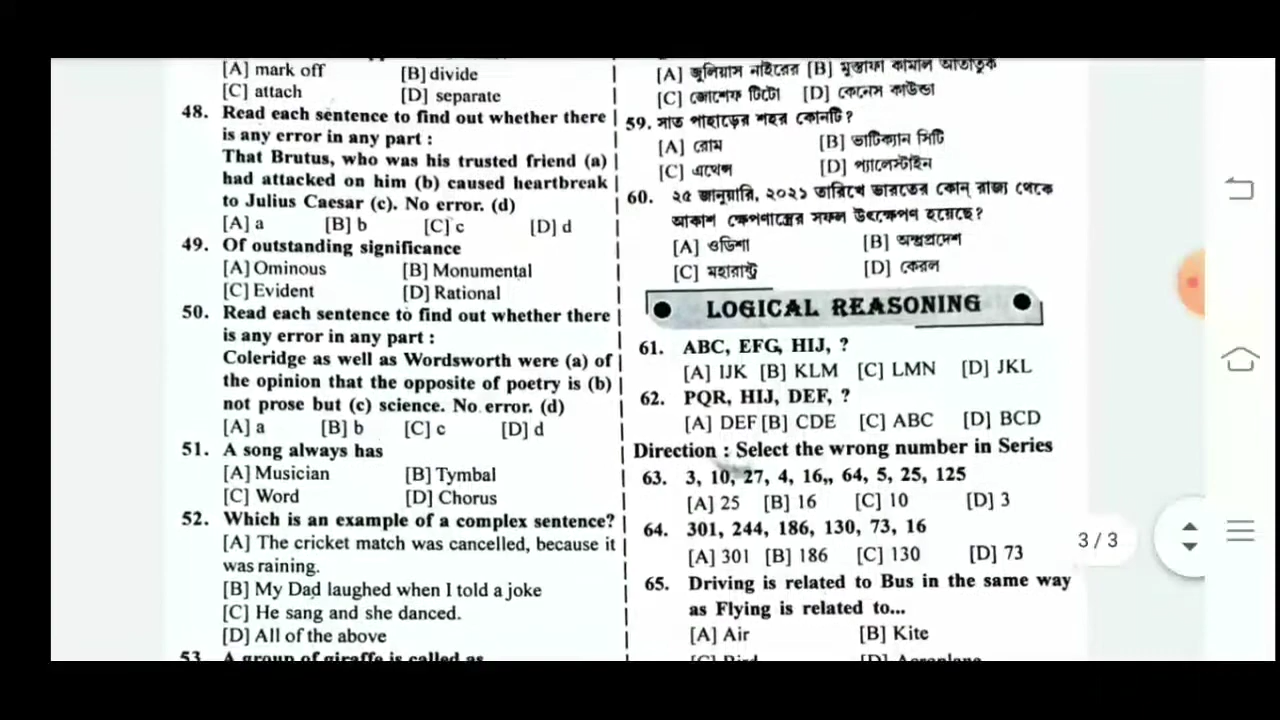 [A] mark off [B] divide
[C] attach [D] separate
48. Read each sentence to find out whether there
is any error in any part :
That Brutus, who was his trusted friend (a)
had attacked on him (b) caused heartbreak
to Julius Caesar (c). No error. (d)
[A] a [B] b [C] c [D] d
49. Of outstanding significance
[A] Ominous [B] Monumental
[C] Evident [D] Rational
50. Read each sentence to find out whether there
is any error in any part :
Coleridge as well as Wordsworth were (a) of
the opinion that the opposite of poetry is (b)
not prose but (c) science. No error. (d)
[A] a [B] b [C] c [D] d
51. A song always has
[A] Musician [B] Tymbal
[C] Word [D] Chorus
52. Which is an example of a complex sentence?
[A] The cricket match was cancelled, because it
was raining.
[B] My Dad laughed when I told a joke
[C] He sang and she danced.
[D] All of the above
53. A group of giraffe is called as
[A] জুলিয়াস নাইরের [B] মুস্তাফা কামাল আতাতুর্ক
[C] জোশেফ টিটো [D] কেনেস কাউন্ডা
59. সাত পাহাড়ের শহর কোনটি?
[A] রোম [B] ভাটিক্যান সিটি
[C] এথেন্স [D] প্যালেস্টাইন
60. ২৫ জানুয়ারি, ২০২১ তারিখে ভারতের কোন্ রাজ্য থেকে
আকাশ ক্ষেপণাস্ত্রের সফল উৎক্ষেপণ হয়েছে?
[A] ওডিশা [B] অন্ধ্রপ্রদেশ
[C] মহারাষ্ট্র [D] কেরল
LOGICAL REASONING
61. ABC, EFG, HIJ, ?
[A] IJK [B] KLM [C] LMN [D] JKL
62. PQR, HIJ, DEF, ?
[A] DEF [B] CDE [C] ABC [D] BCD
Direction : Select the wrong number in Series
63. 3, 10, 27, 4, 16,, 64, 5, 25, 125
[A] 25 [B] 16 [C] 10 [D] 3
64. 301, 244, 186, 130, 73, 16
[A] 301 [B] 186 [C] 130 [D] 73
65. Driving is related to Bus in the same way
as Flying is related to...
[A] Air [B] Kite
[C] Bird [D] Aeroplane
3 / 3